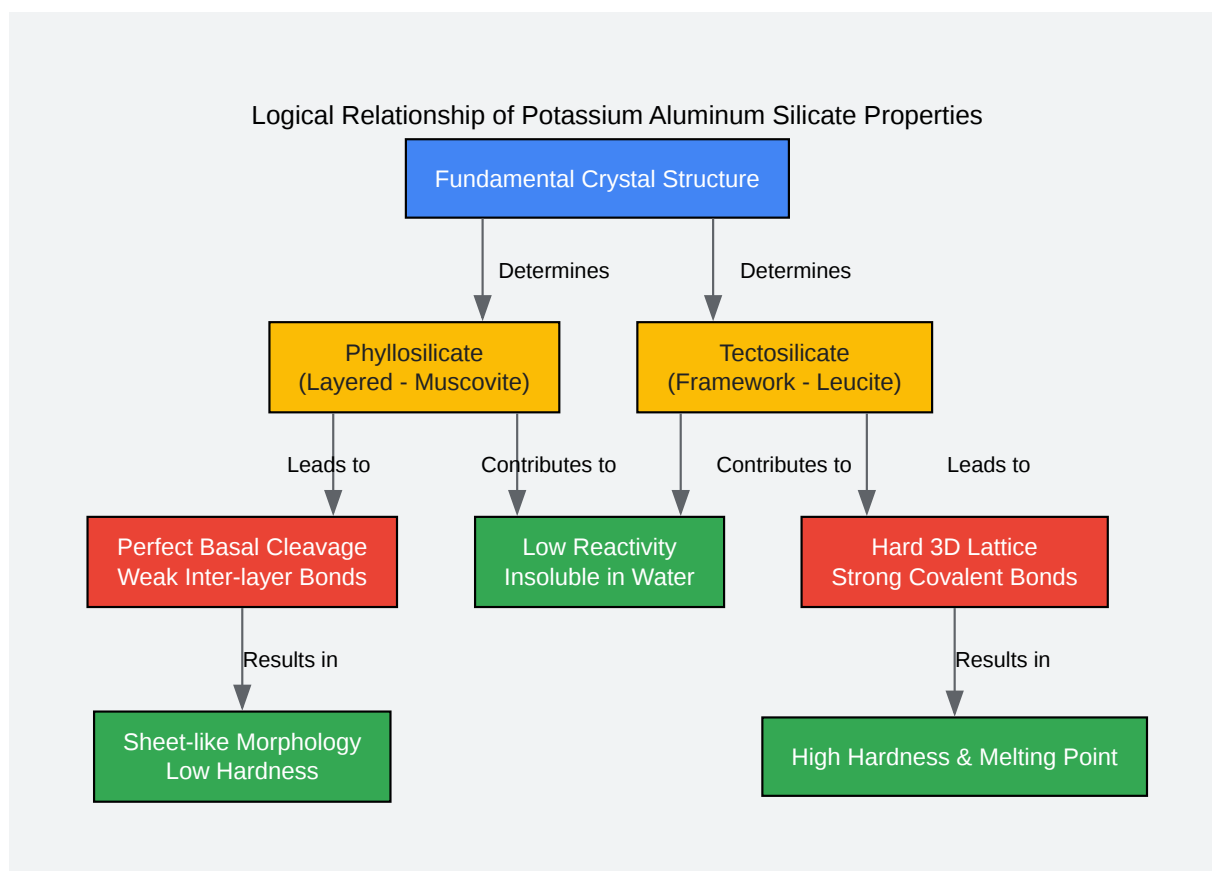 Logical Relationship of Potassium Aluminum Silicate Properties
Fundamental Crystal Structure
Determines
Determines
Phyllosilicate
(Layered - Muscovite)
Tectosilicate
(Framework - Leucite)
Leads to
Contributes to
Contributes to
Leads to
Perfect Basal Cleavage
Weak Inter-layer Bonds
Low Reactivity
Insoluble in Water
Hard 3D Lattice
Strong Covalent Bonds
Results in
Results in
Sheet-like Morphology
Low Hardness
High Hardness & Melting Point